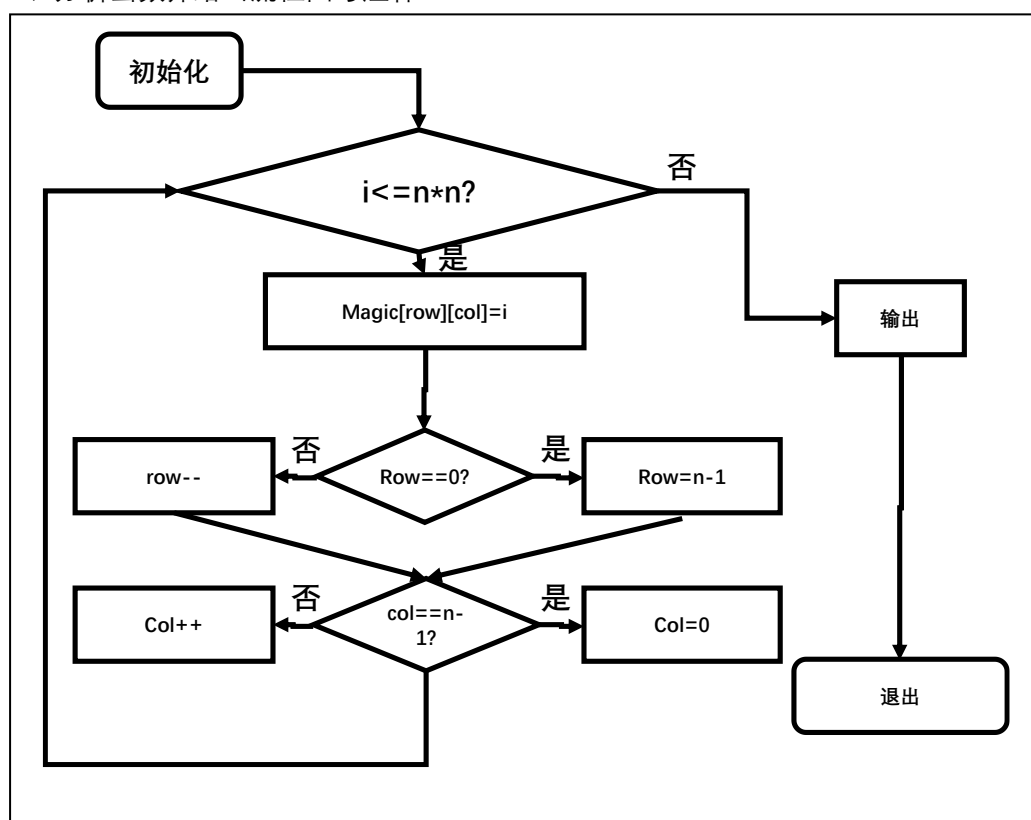 初始化
i<=n*n?
否
是
Magic[row][col]=i
输出
row--
否
Row==0?
是
Row=n-1
Col++
否
col==n-
1?
是
Col=0
退出